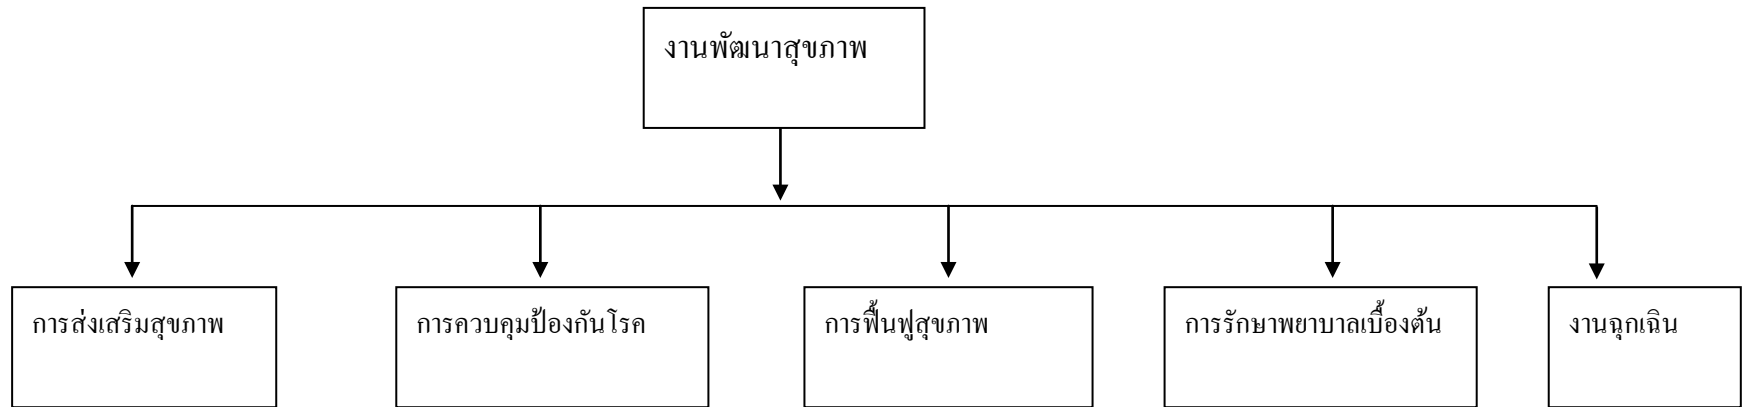 งานพัฒนาสุขภาพ
การส่งเสริมสุขภาพ
การควบคุมป้องกันโรค
การฟื้นฟูสุขภาพ
การรักษาพยาบาลเบื้องต้น
งานฉุกเฉิน